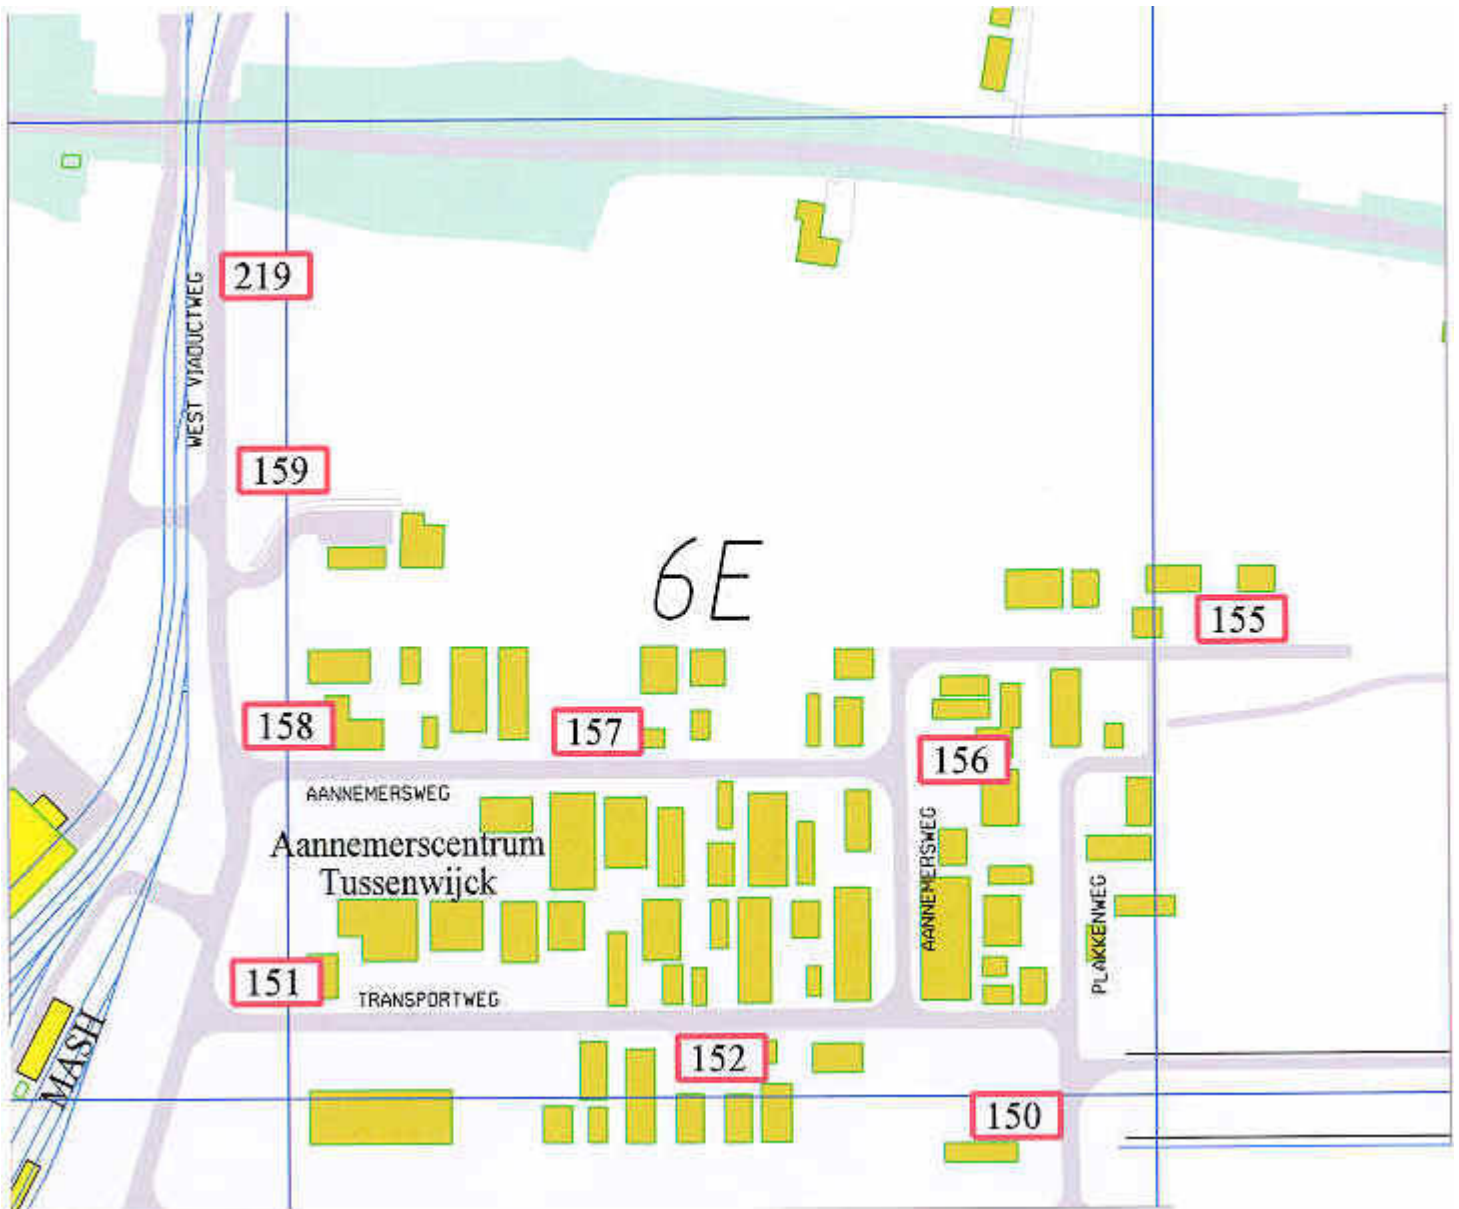 219
WEST VIADUCTWEG
159
6E
155
158
157
156
AANNEMERSWEG
Aannemerscentrum
Tussenwijck
AANNEMERSWEG
PLAKKENWEG
151
TRANSPORTWEG
MASH
152
150